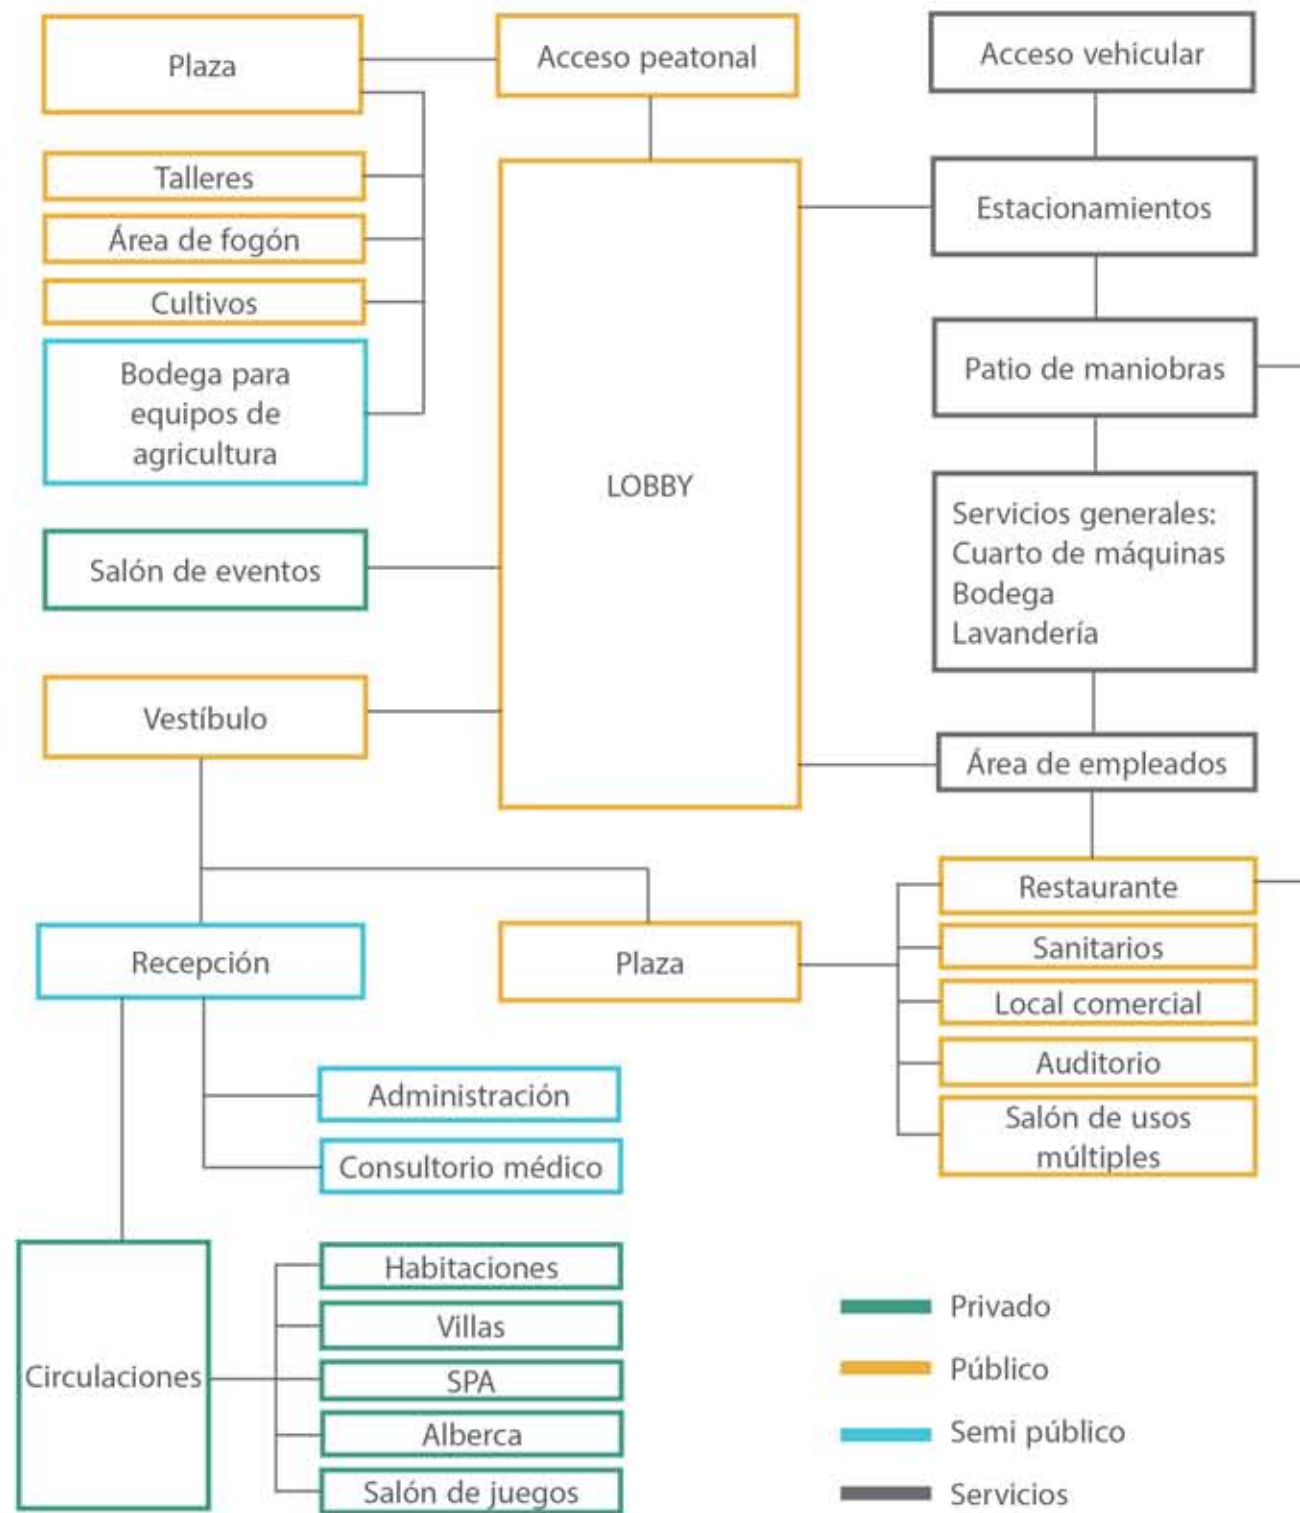 Plaza
Acceso peatonal
Acceso vehicular
Talleres
Área de fogón
Cultivos
Bodega para
equipos de
agricultura
Salón de eventos
Vestíbulo
LOBBY
Estacionamientos
Patio de maniobras
Servicios generales:
Cuarto de máquinas
Bodega
Lavandería
Área de empleados
Recepción
Plaza
Restaurante
Sanitarios
Local comercial
Auditorio
Salón de usos
múltiples
Administración
Consultorio médico
Circulaciones
Habitaciones
Villas
SPA
Alberca
Salón de juegos
Privado
Público
Semi público
Servicios